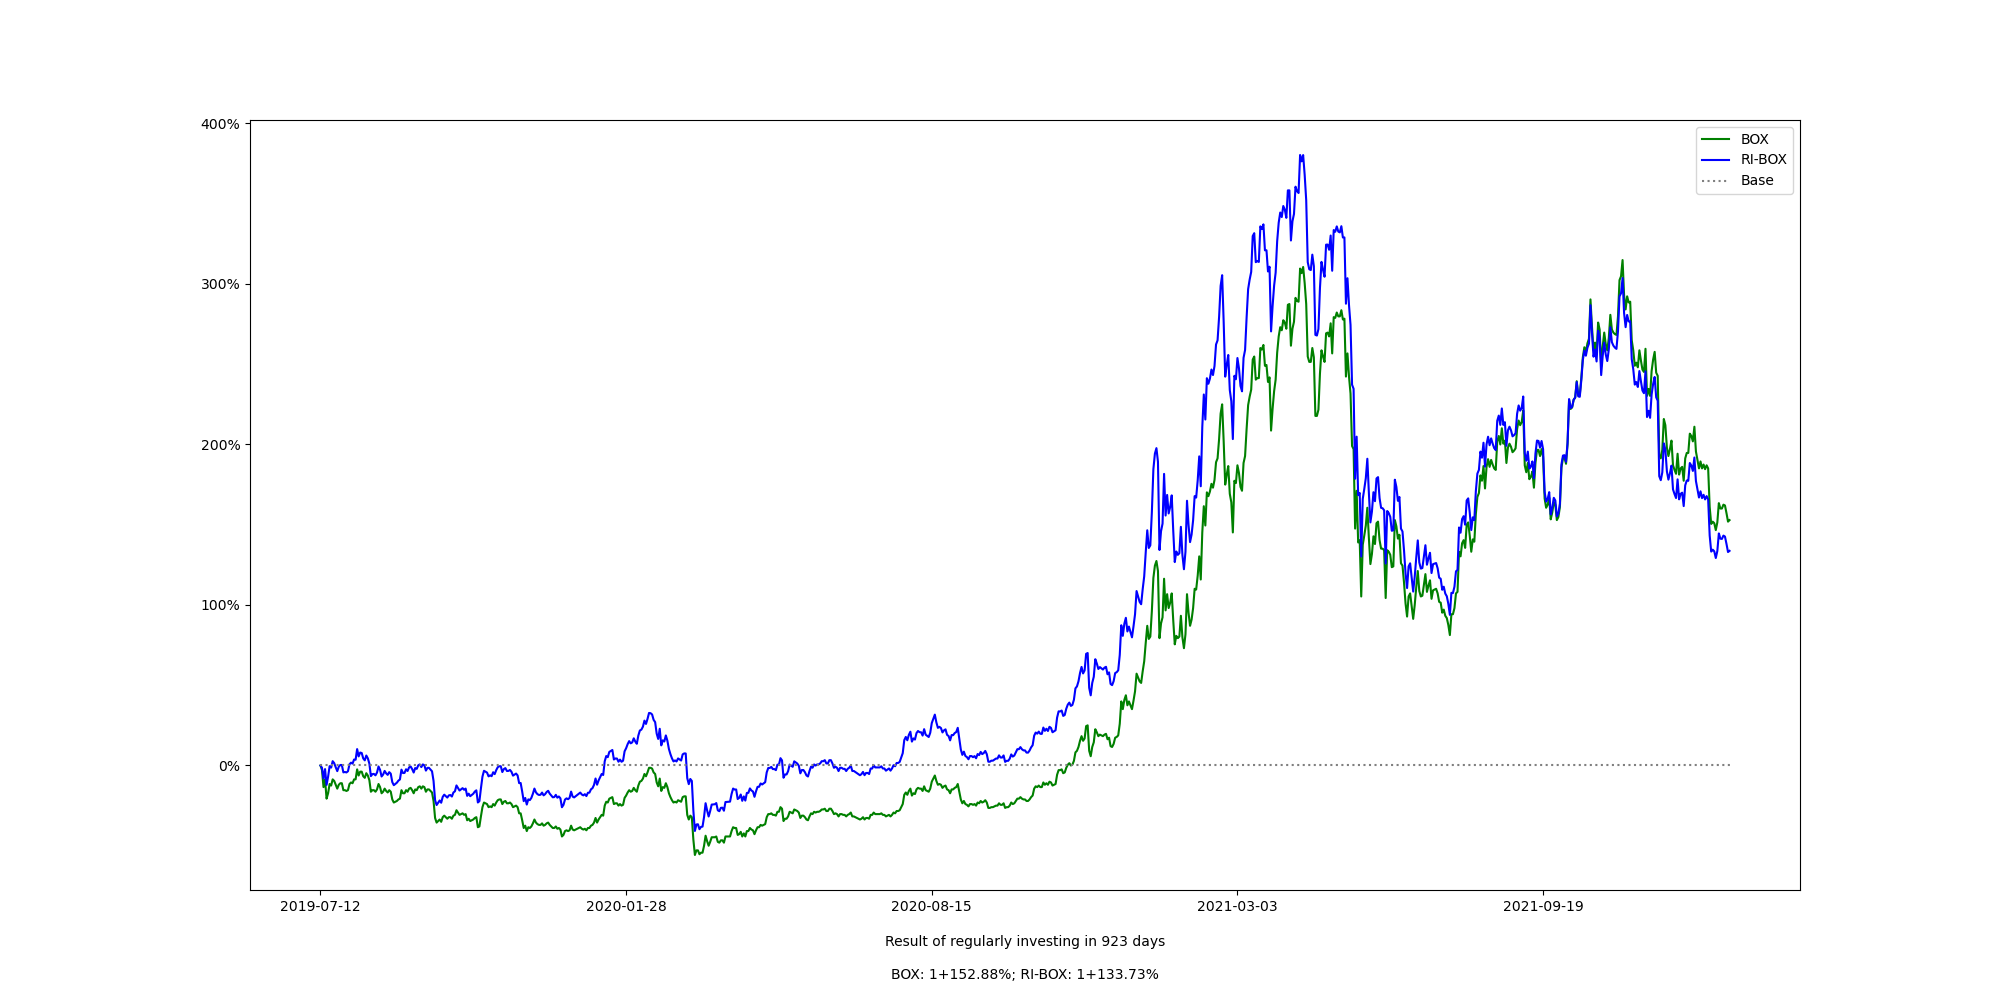 400%
300%
200%
100%
0%
BOX
RI-BOX
Base
2019-07-12
2020-01-28
2020-08-15
2021-03-03
2021-09-19
Result of regularly investing in 923 days
BOX: 1+152.88%; RI-BOX: 1+133.73%